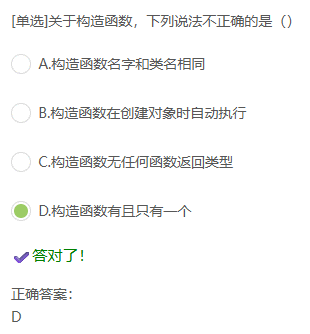 [单选]关于构造函数，下列说法不正确的是（）
A.构造函数名字和类名相同
B.构造函数在创建对象时自动执行
C.构造函数无任何函数返回类型
D.构造函数有且只有一个
答对了！
正确答案：
D